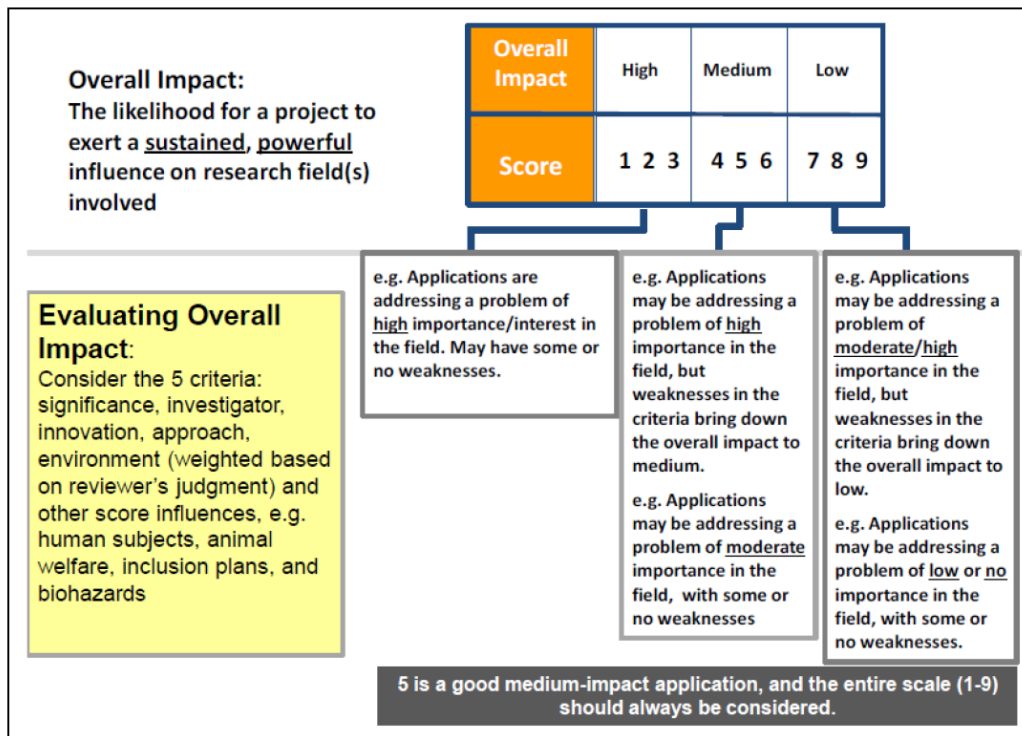 Overall Impact:
The likelihood for a project to
exert a sustained, powerful
influence on research field(s)
involved
Overall
Impact
High
Medium
Low
Score
1 2 3
4 5 6
7 8 9
Evaluating Overall
Impact:
Consider the 5 criteria:
significance, investigator,
innovation, approach,
environment (weighted based
on reviewer's judgment) and
other score influences, e.g.
human subjects, animal
welfare, inclusion plans, and
biohazards
e.g. Applications are
addressing a problem of
high importance/interest in
the field. May have some or
no weaknesses.
e.g. Applications
may be addressing a
problem of high
importance in the
field, but
weaknesses in the
criteria bring down
the overall impact to
medium.
e.g. Applications
may be addressing a
problem of moderate
importance in the
field, with some or
no weaknesses
e.g. Applications
may be addressing a
problem of
moderate/high
importance in the
field, but
weaknesses in the
criteria bring down
the overall impact to
low.
e.g. Applications
may be addressing a
problem of low or no
importance in the
field, with some or
no weaknesses.
5 is a good medium-impact application, and the entire scale (1-9)
should always be considered.